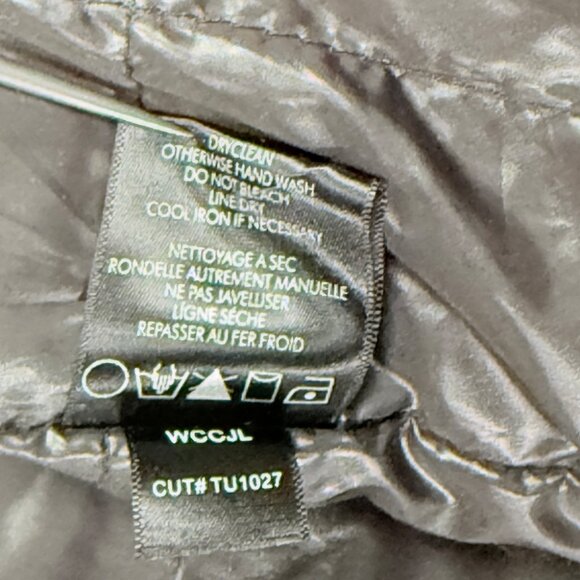 DRYCLEAN
OTHERWISE HAND WASH
DO NOT BLEACH
LINE DRY
COOL IRON IF NECESSARY
NETTOYAGE A SEC
RONDELLE AUTREMENT MANUELLE
NE PAS JAVELLISER
LIGNE SÈCHE
REPASSER AU FER FROID
WCCJL
CUT# TU1027